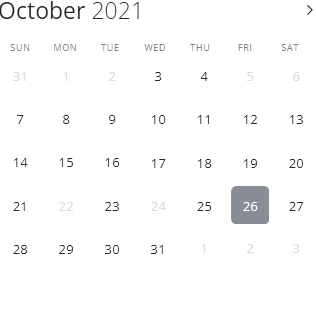 October 2021
SUN MON TUE WED THU FRI SAT
31 1 2 3 4 5 6
7 8 9 10 11 12 13
14 15 16 17 18 19 20
21 22 23 24 25 26 27
28 29 30 31 1 2 3